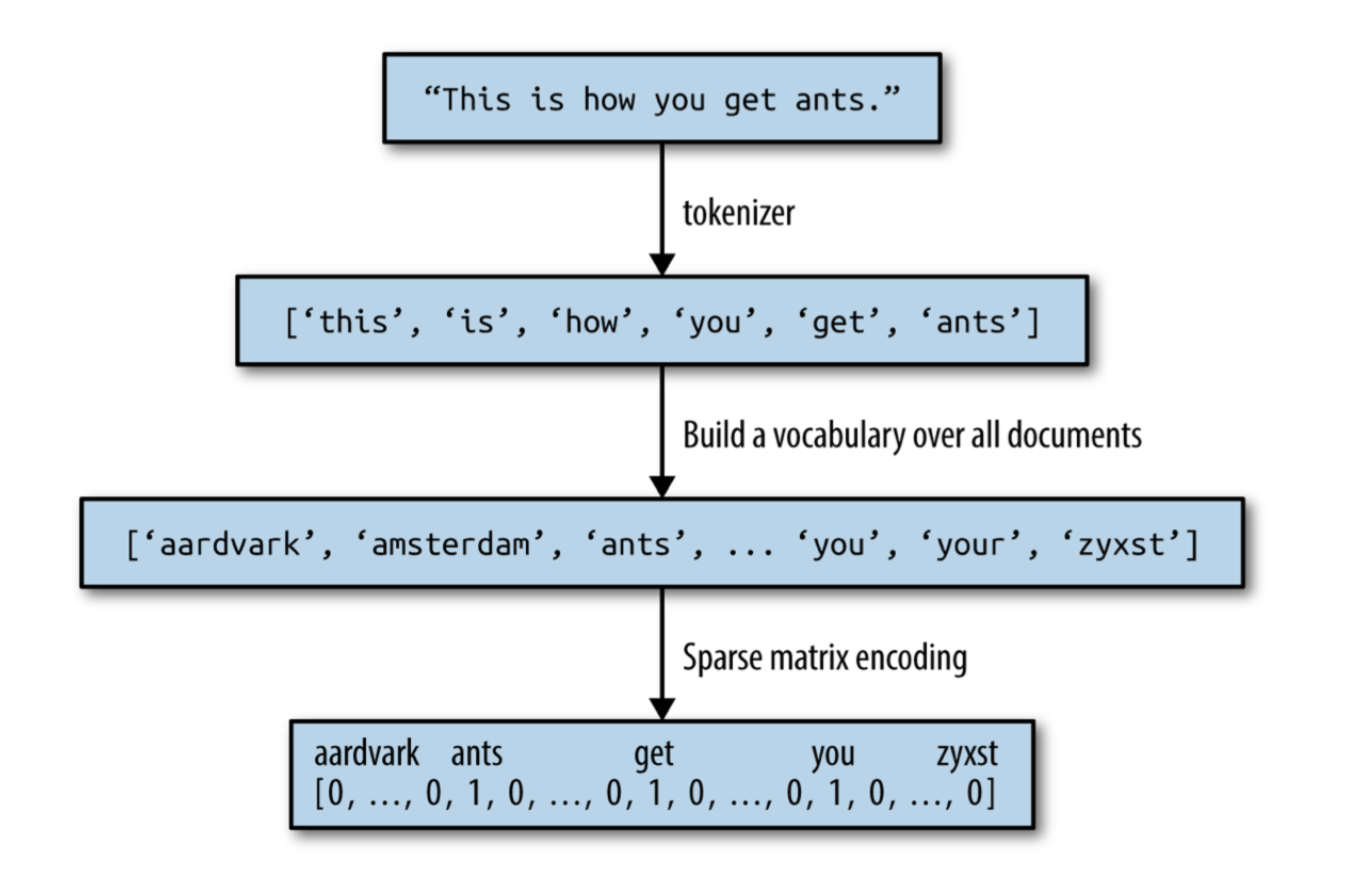 “This is how you get ants.”
tokenizer
[‘this’, ‘is’, ‘how’, ‘you’, ‘get’, ‘ants’]
Build a vocabulary over all documents
[‘aardvark’, ‘amsterdam’, ‘ants’, ... ‘you’, ‘your’, ‘zyxst’]
Sparse matrix encoding
aardvark ants get you zyxst
[0, ..., 0, 1, 0, ..., 0, 1, 0, ..., 0, 1, 0, ..., 0]